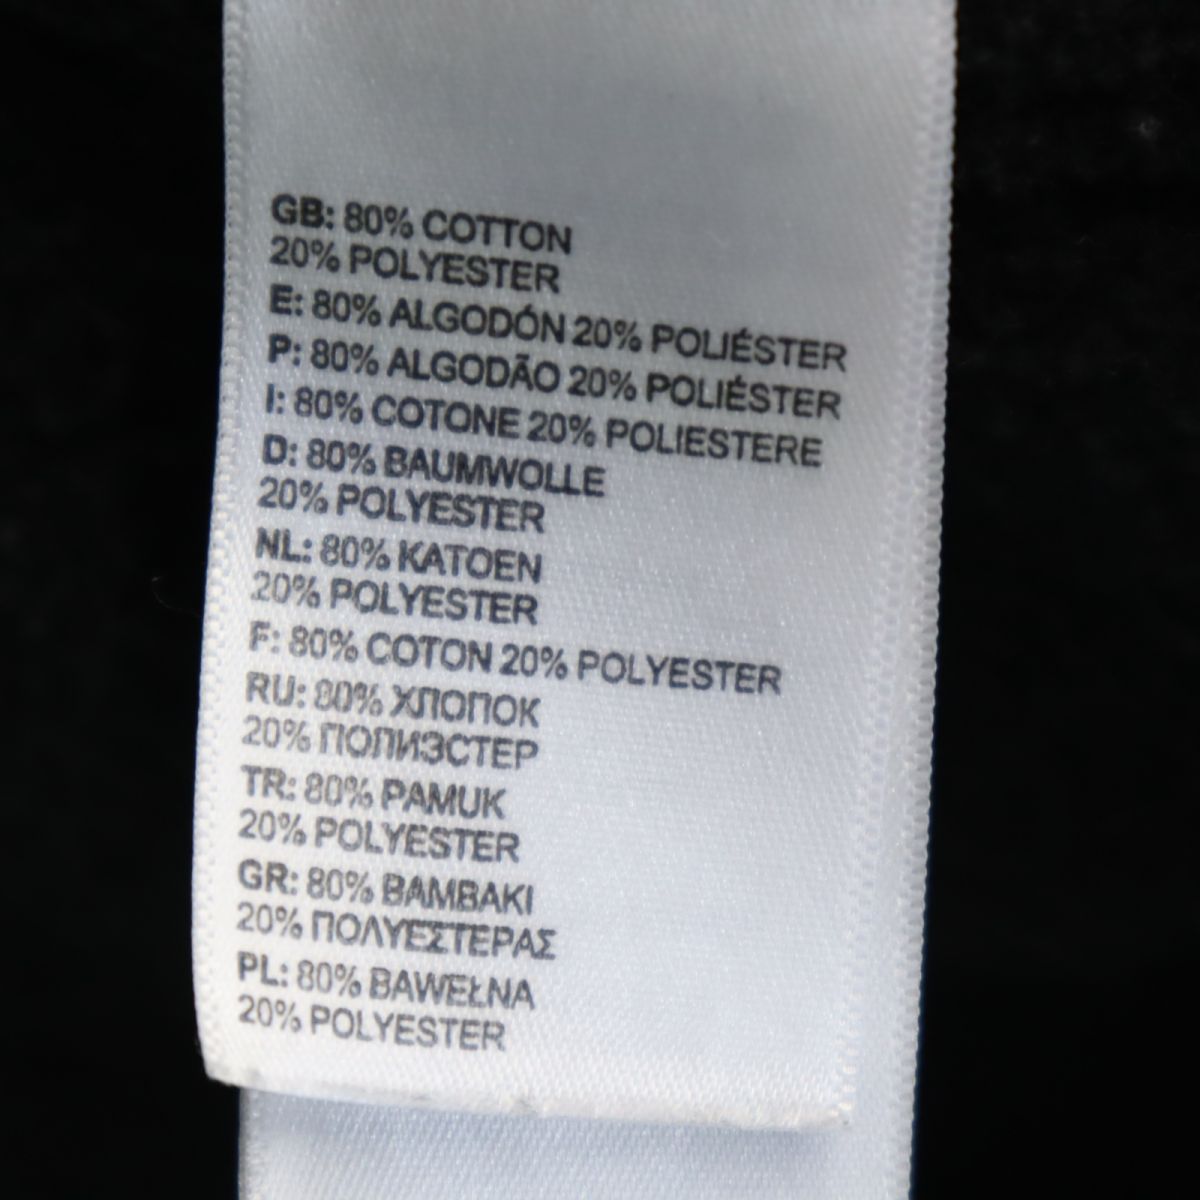 GB: 80% COTTON
20% POLYESTER
E: 80% ALGODÓN 20% POLIÉSTER
P: 80% ALGODÃO 20% POLIÉSTER
I: 80% COTONE 20% POLIESTERE
D: 80% BAUMWOLLE
20% POLYESTER
NL: 80% KATOEN
20% POLYESTER
F: 80% COTON 20% POLYESTER
RU: 80% ХЛОПОК
20% ПОЛИЭСТЕР
TR: 80% PAMUK
20% POLYESTER
GR: 80% ΒΑΜΒΑΚΙ
20% ΠΟΛΥΕΣΤΕΡΑΣ
PL: 80% BAWEŁNA
20% POLYESTER